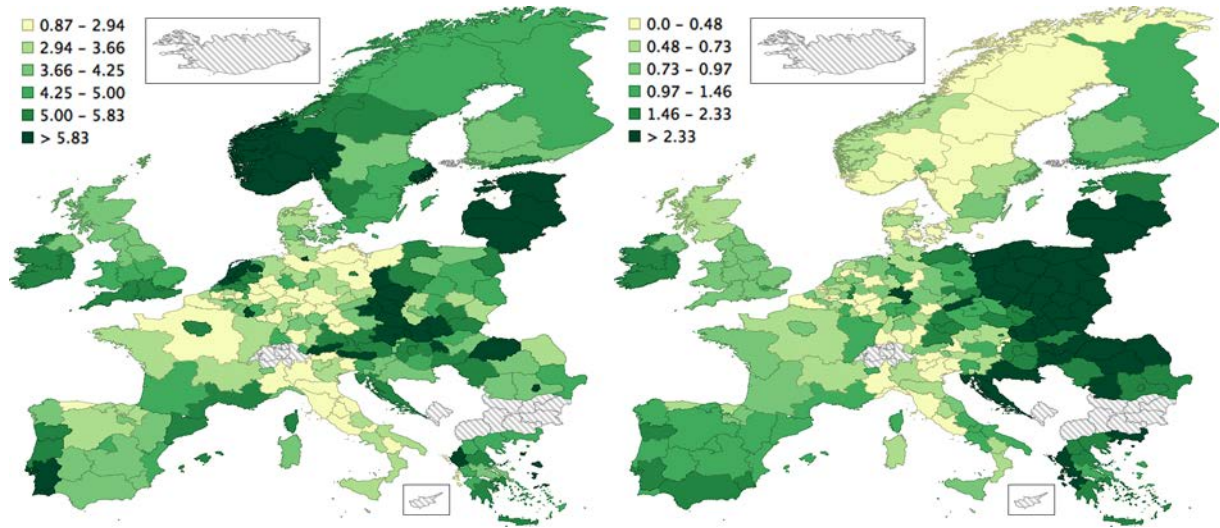 0.87 – 2.94
2.94 – 3.66
3.66 – 4.25
4.25 – 5.00
5.00 – 5.83
> 5.83
0.0 – 0.48
0.48 – 0.73
0.73 – 0.97
0.97 – 1.46
1.46 – 2.33
> 2.33